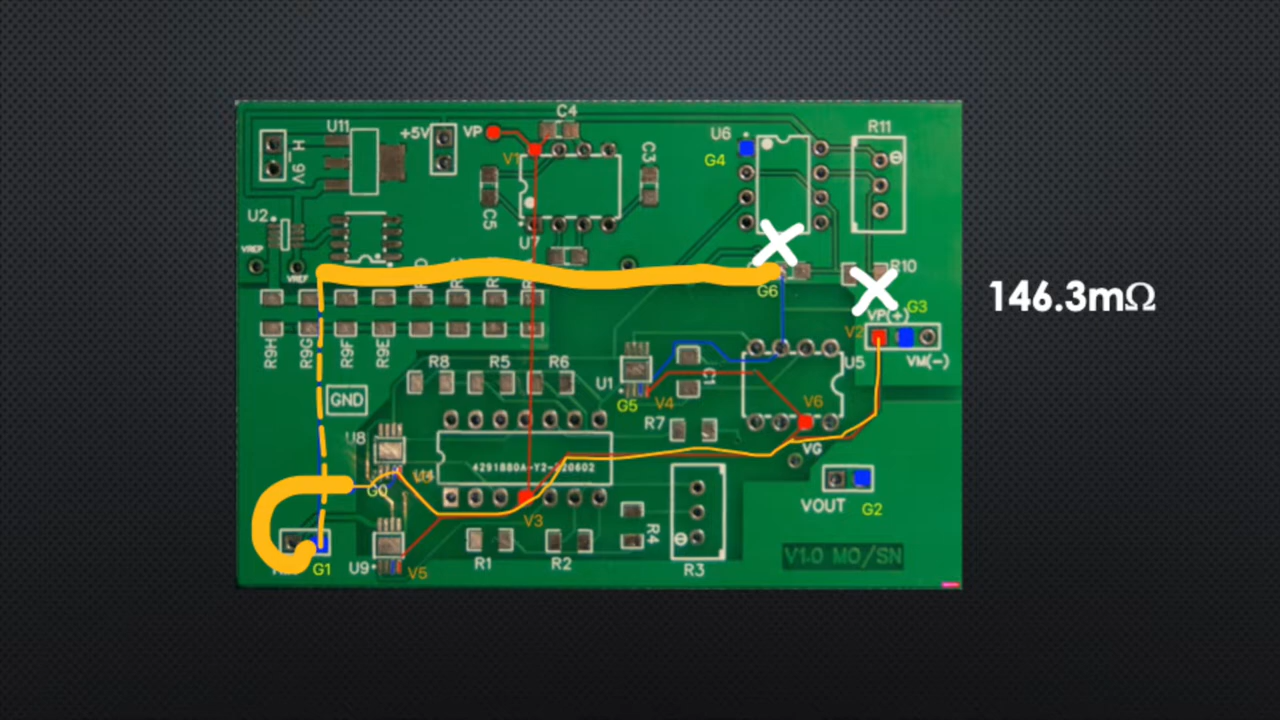 C4
U11
+5V
VP
U6
R11
H
V1
G4
C3
9V
C5
U2
U7
VREF
VREF
R10
G6
146.3mΩ
G3
VP(+)
V2
R9H
R9G
R9F
R9E
R8
R5
R6
C1
U5
VM(-)
U1
GND
G5
V4
V6
R7
U8
VG
4291880A-Y2-220602
U4
G0
VOUT
G2
V3
R4
V1.0 MO/SN
G1
U9
V5
R1
R2
R3